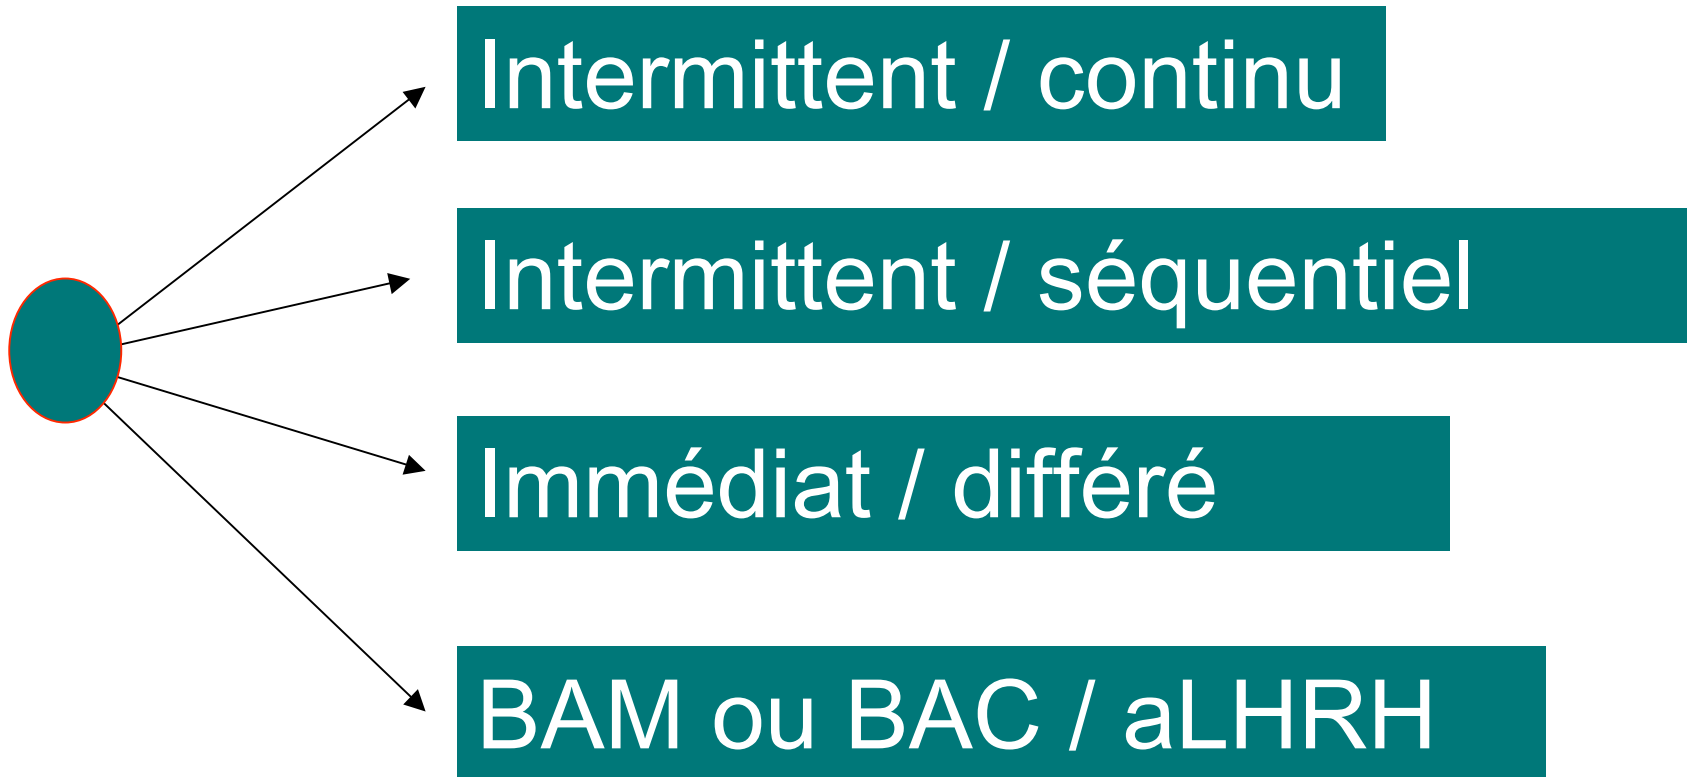 Intermittent / continu
Intermittent / séquentiel
Immédiat / différé
BAM ou BAC / aLHRH